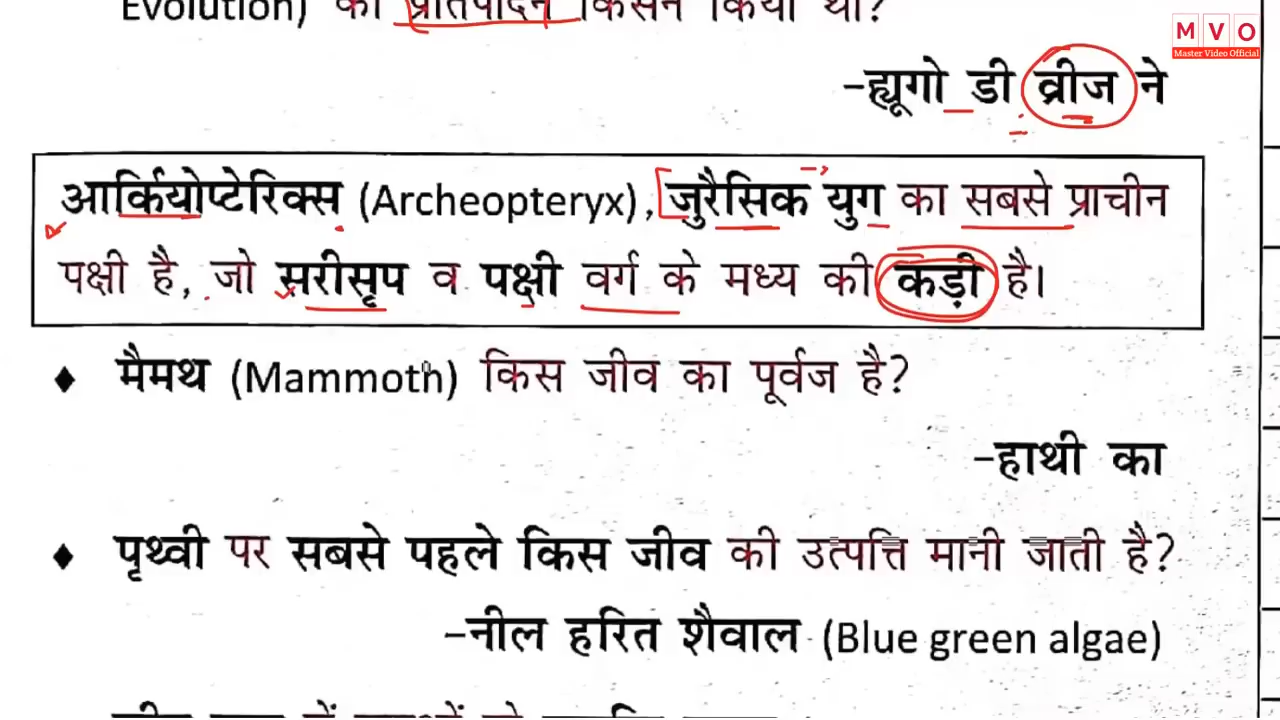 Evolution) का प्रतिपादन किसने किया था?
M V O
Master Video Official
-ह्यूगो डी व्रीज ने
आर्कियोप्टेरिक्स (Archeopteryx), जुरैसिक युग का सबसे प्राचीन
पक्षी है, जो सरीसृप व पक्षी वर्ग के मध्य की कड़ी है।
♦ मैमथ (Mammoth) किस जीव का पूर्वज है?
-हाथी का
♦ पृथ्वी पर सबसे पहले किस जीव की उत्पत्ति मानी जाती है?
-नील हरित शैवाल (Blue green algae)